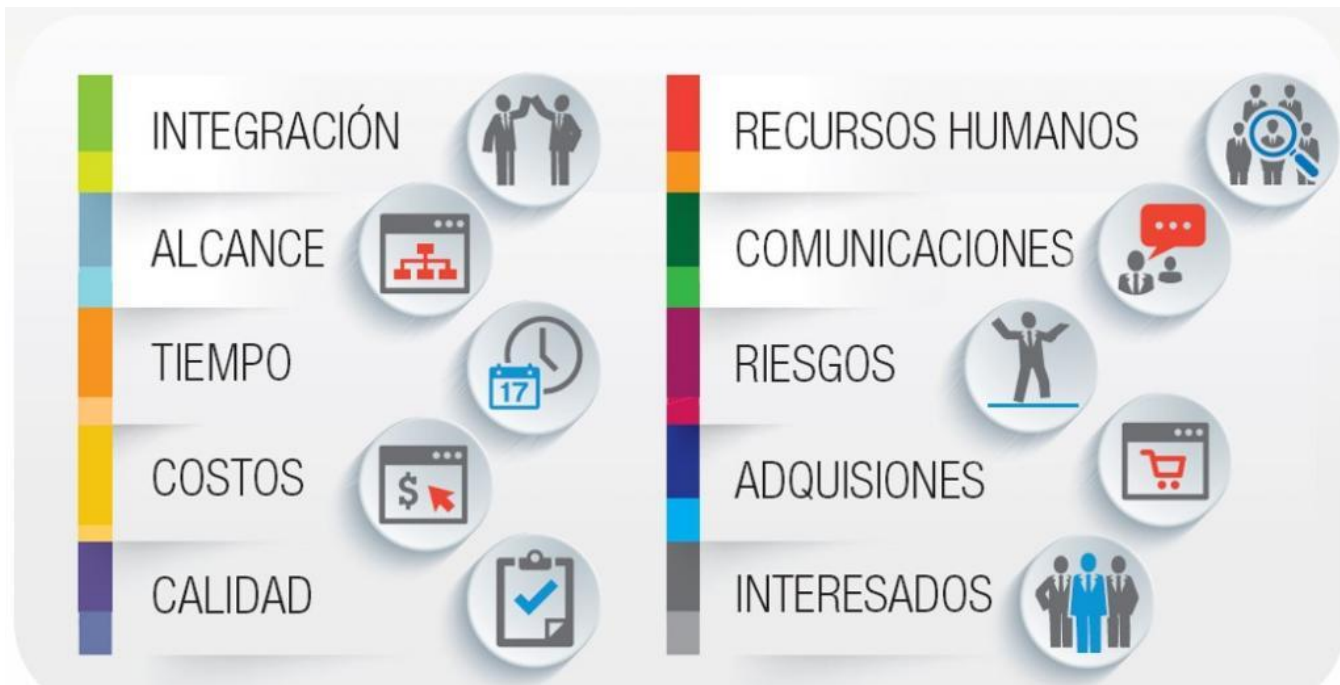 INTEGRACIÓN
ALCANCE
TIEMPO
17
COSTOS
$
CALIDAD
RECURSOS HUMANOS
COMUNICACIONES
RIESGOS
ADQUISIONES
INTERESADOS